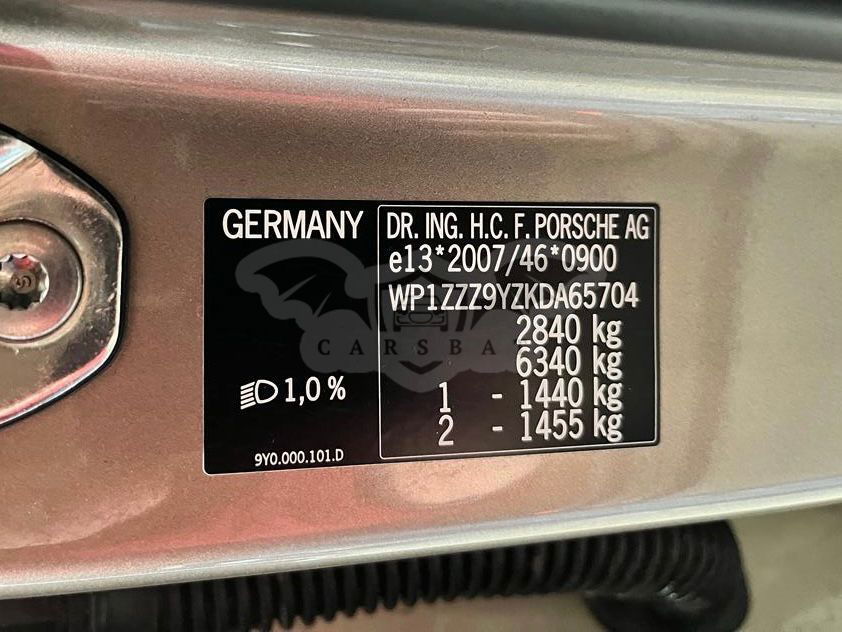 GERMANY
1,0 %
9Y0.000.101.D
DR. ING. H.C. F. PORSCHE AG
e13*2007/46*0900
WP1ZZZ9YZKDA65704
2840 kg
6340 kg
1 - 1440 kg
2 - 1455 kg
CARSBA